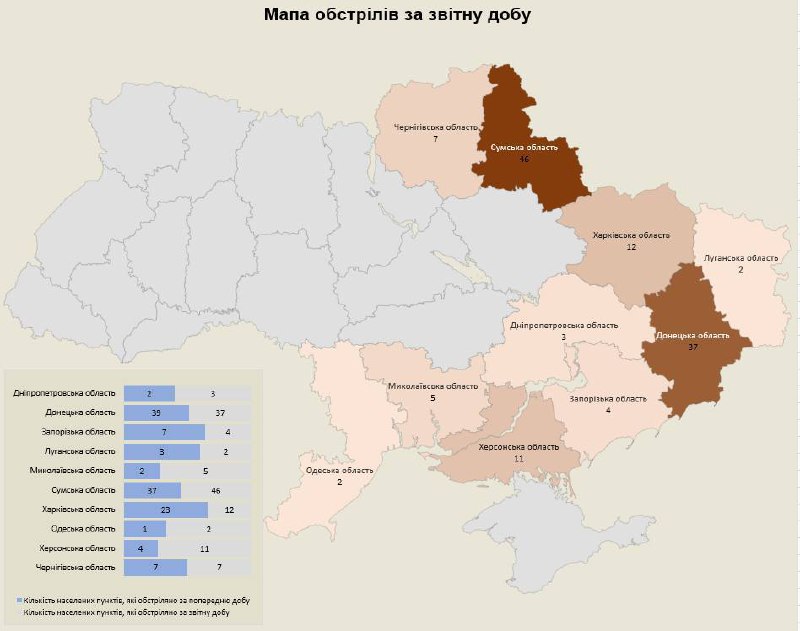 Мапа обстрілів за звітну добу
Чернігівська область
7
Сумська область
46
Харківська область
12
Луганська область
2
Дніпропетровська область
3
Донецька область
37
Миколаївська область
5
Запорізька область
4
Херсонська область
11
Одеська область
2
Дніпропетровська область 2 3
Донецька область 38 37
Запорізька область 7 4
Луганська область 3 2
Миколаївська область 2 5
Сумська область 37 46
Харківська область 23 12
Одеська область 1 2
Херсонська область 4 11
Чернігівська область 7 7
Кількість населених пунктів, які обстріляно за попередню добу
Кількість населених пунктів, які обстріляно за звітну добу